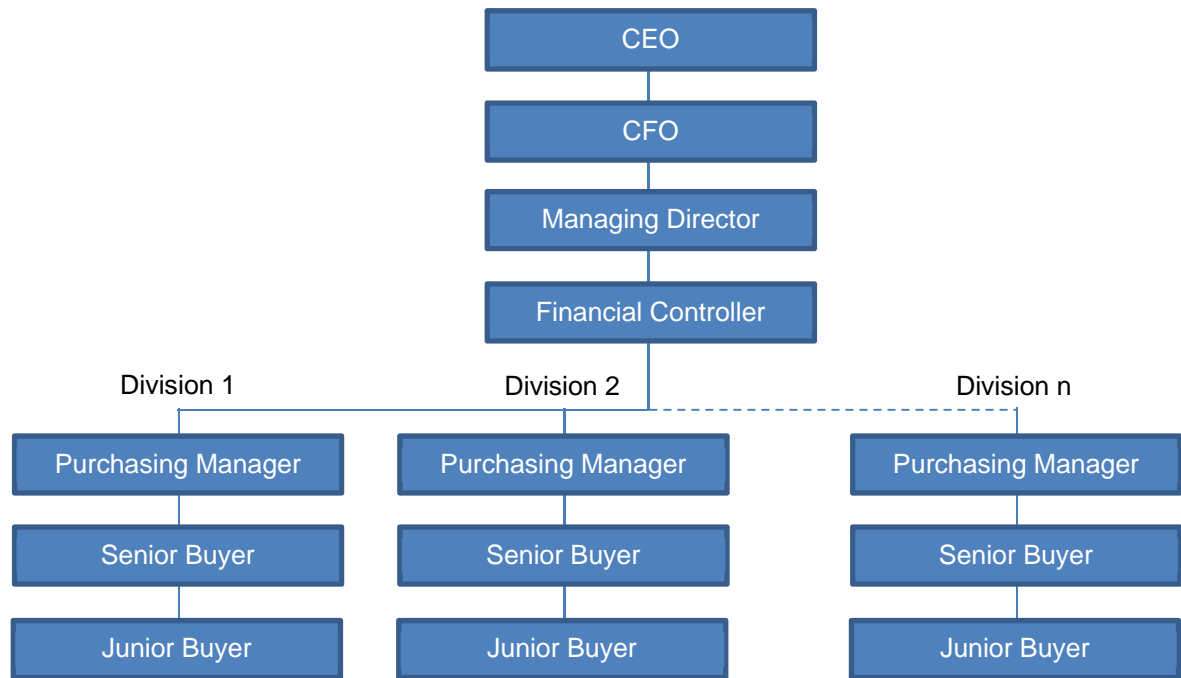 CEO
CFO
Managing Director
Financial Controller
Division 1
Division 2
Division n
Purchasing Manager
Purchasing Manager
Purchasing Manager
Senior Buyer
Senior Buyer
Senior Buyer
Junior Buyer
Junior Buyer
Junior Buyer